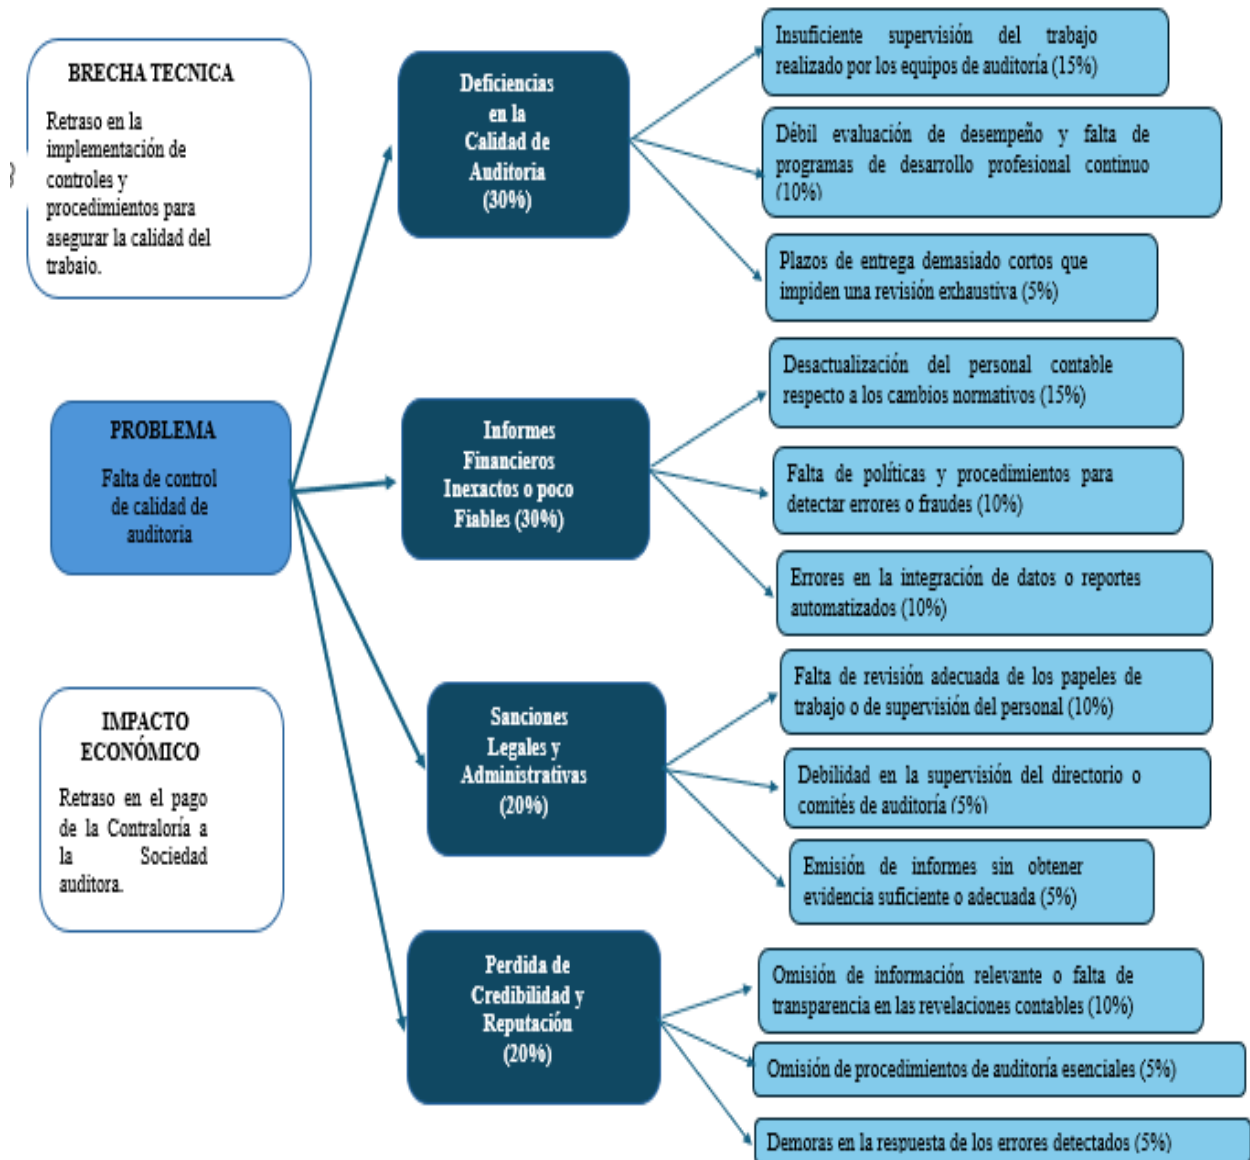 BRECHA TECNICA
Retraso en la
implementación de
controles y
procedimientos para
asegurar la calidad del
trabajo.
PROBLEMA
Falta de control
de calidad de
auditoria
IMPACTO
ECONÓMICO
Retraso en el pago
de la Contraloría a
la Sociedad
auditora.
Deficiencias
en la
Calidad de
Auditoria
(30%)
Insuficiente supervisión del trabajo
realizado por los equipos de auditoría (15%)
Débil evaluación de desempeño y falta de
programas de desarrollo profesional continuo
(10%)
Plazos de entrega demasiado cortos que
impiden una revisión exhaustiva (5%)
Informes
Financieros
Inexactos o poco
Fiables (30%)
Desactualización del personal contable
respecto a los cambios normativos (15%)
Falta de políticas y procedimientos para
detectar errores o fraudes (10%)
Errores en la integración de datos o reportes
automatizados (10%)
Sanciones
Legales y
Administrativas
(20%)
Falta de revisión adecuada de los papeles de
trabajo o de supervisión del personal (10%)
Debilidad en la supervisión del directorio o
comités de auditoría (5%)
Emisión de informes sin obtener
evidencia suficiente o adecuada (5%)
Perdida de
Credibilidad y
Reputación
(20%)
Omisión de información relevante o falta de
transparencia en las revelaciones contables (10%)
Omisión de procedimientos de auditoría esenciales (5%)
Demoras en la respuesta de los errores detectados (5%)